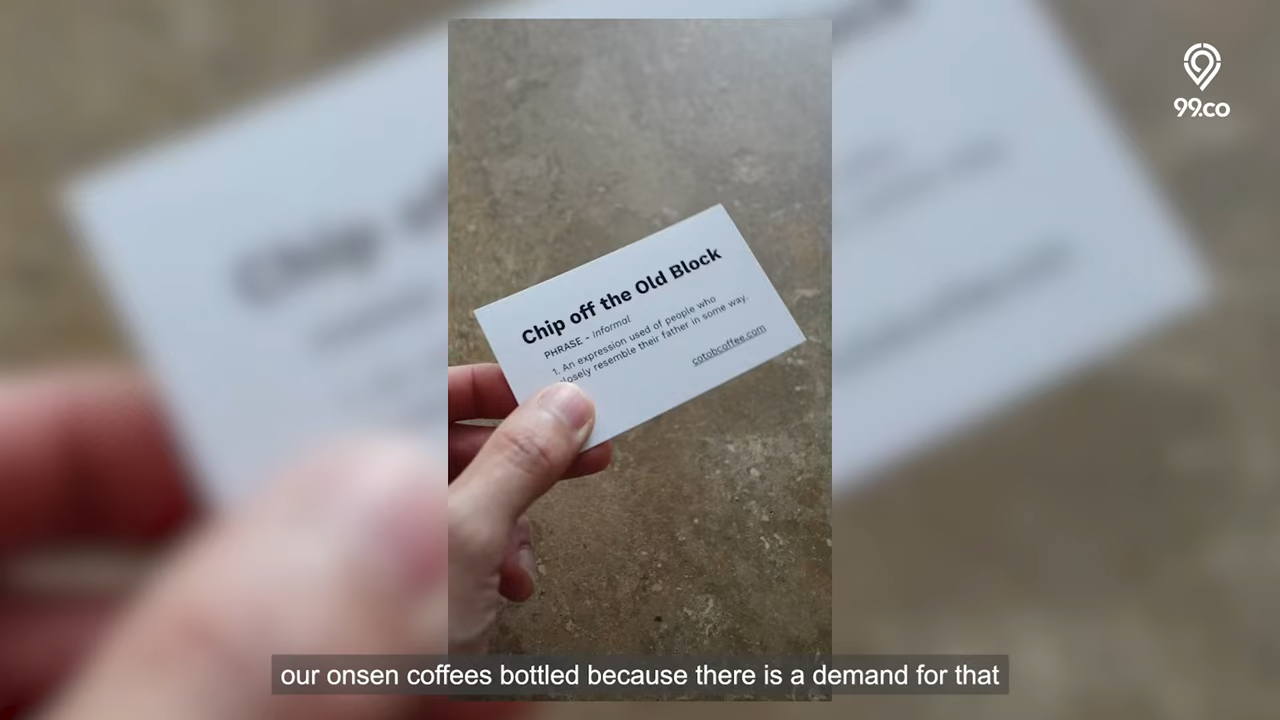 99.co
Chip off the Old Block
PHRASE - Informal
1. An expression used of people who
closely resemble their father in some way.
cotobcoffee.com
our onsen coffees bottled because there is a demand for that